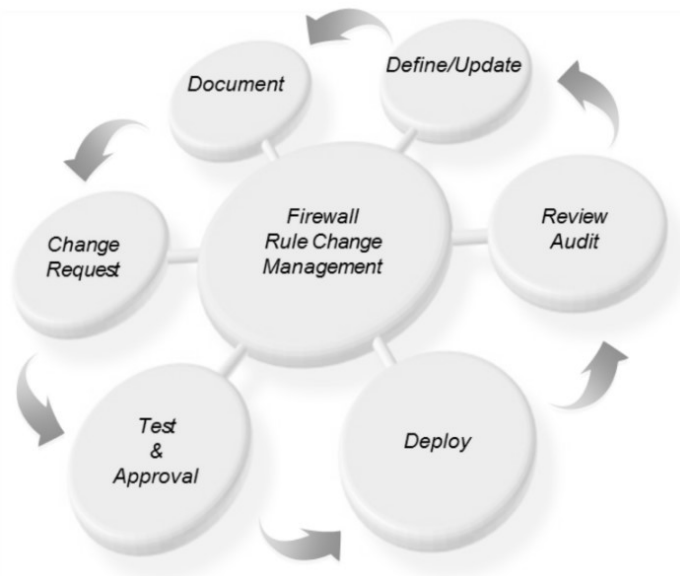 Document
Define/Update
Firewall
Rule Change
Management
Review
Audit
Change
Request
Test
&
Approval
Deploy